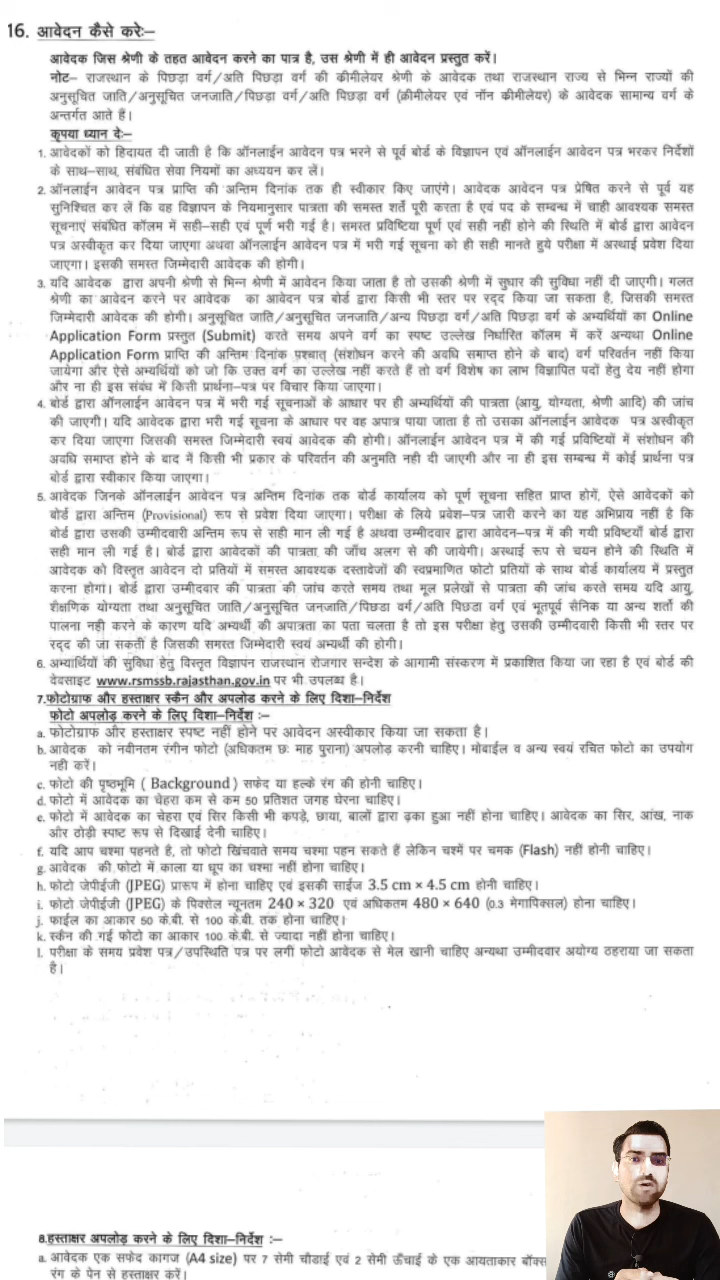 16. आवेदन कैसे करेः–
आवेदक जिस श्रेणी के तहत आवेदन करने का पात्र है, उस श्रेणी में ही आवेदन प्रस्तुत करें।
नोट– राजस्थान के पिछड़ा वर्ग/अति पिछड़ा वर्ग की क्रीमीलेयर श्रेणी के आवेदक तथा राजस्थान राज्य से भिन्न राज्यों की
अनुसूचित जाति/अनुसूचित जनजाति/पिछड़ा वर्ग/अति पिछड़ा वर्ग (क्रीमीलेयर एवं नॉन क्रीमीलेयर) के आवेदक सामान्य वर्ग के
अन्तर्गत आते हैं।
कृपया ध्यान देः–
1. आवेदकों को हिदायत दी जाती है कि ऑनलाईन आवेदन पत्र भरने से पूर्व बोर्ड के विज्ञापन एवं ऑनलाईन आवेदन पत्र भरकर निर्देशों
के साथ–साथ, संबंधित सेवा नियमों का अध्ययन कर लें।
2. ऑनलाईन आवेदन पत्र प्राप्ति की अन्तिम दिनांक तक ही स्वीकार किए जाएंगे। आवेदक आवेदन पत्र प्रेषित करने से पूर्व यह
सुनिश्चित कर लें कि वह विज्ञापन के नियमानुसार पात्रता की समस्त शर्तें पूरी करता है एवं पद के सम्बन्ध में चाही आवश्यक समस्त
सूचनाएं संबंधित कॉलम में सही–सही एवं पूर्ण भरी गई है। समस्त प्रविष्टिया पूर्ण एवं सही नहीं होने की स्थिति में बोर्ड द्वारा आवेदन
पत्र अस्वीकृत कर दिया जाएगा अथवा ऑनलाईन आवेदन पत्र में भरी गई सूचना को ही सही मानते हुये परीक्षा में अस्थाई प्रवेश दिया
जाएगा। इसकी समस्त जिम्मेदारी आवेदक की होगी।
3. यदि आवेदक द्वारा अपनी श्रेणी से भिन्न श्रेणी में आवेदन किया जाता है तो उसकी श्रेणी में सुधार की सुविधा नहीं दी जाएगी। गलत
श्रेणी का आवेदन करने पर आवेदक का आवेदन पत्र बोर्ड द्वारा किसी भी स्तर पर रद्द किया जा सकता है, जिसकी समस्त
जिम्मेदारी आवेदक की होगी। अनुसूचित जाति/अनुसूचित जनजाति/अन्य पिछड़ा वर्ग/अति पिछड़ा वर्ग के अभ्यर्थियों का Online
Application Form प्रस्तुत (Submit) करते समय अपने वर्ग का स्पष्ट उल्लेख निर्धारित कॉलम में करें अन्यथा Online
Application Form प्राप्ति की अन्तिम दिनांक पश्चात् (संशोधन करने की अवधि समाप्त होने के बाद) वर्ग परिवर्तन नहीं किया
जायेगा और ऐसे अभ्यर्थियों को जो कि उक्त वर्ग का उल्लेख नहीं करते हैं तो वर्ग विशेष का लाभ विज्ञापित पदों हेतु देय नहीं होगा
और ना ही इस संबंध में किसी प्रार्थना–पत्र पर विचार किया जाएगा।
4. बोर्ड द्वारा ऑनलाईन आवेदन पत्र में भरी गई सूचनाओं के आधार पर ही अभ्यर्थियों की पात्रता (आयु, योग्यता, श्रेणी आदि) की जांच
की जाएगी। यदि आवेदक द्वारा भरी गई सूचना के आधार पर वह अपात्र पाया जाता है तो उसका ऑनलाईन आवेदक पत्र अस्वीकृत
कर दिया जाएगा जिसकी समस्त जिम्मेदारी स्वयं आवेदक की होगी। ऑनलाईन आवेदन पत्र में की गई प्रविष्टियों में संशोधन की
अवधि समाप्त होने के बाद में किसी भी प्रकार के परिवर्तन की अनुमति नही दी जाएगी और ना ही इस सम्बन्ध में कोई प्रार्थना पत्र
बोर्ड द्वारा स्वीकार किया जाएगा।
5. आवेदक जिनके ऑनलाईन आवेदन पत्र अन्तिम दिनांक तक बोर्ड कार्यालय को पूर्ण सूचना सहित प्राप्त होगें, ऐसे आवेदकों को
बोर्ड द्वारा अन्तिम (Provisional) रूप से प्रवेश दिया जाएगा। परीक्षा के लिये प्रवेश–पत्र जारी करने का यह अभिप्राय नहीं है कि
बोर्ड द्वारा उसकी उम्मीदवारी अन्तिम रूप से सही मान ली गई है अथवा उम्मीदवार द्वारा आवेदन–पत्र में की गयी प्रविष्टयाँ बोर्ड द्वारा
सही मान ली गई है। बोर्ड द्वारा आवेदकों की पात्रता की जाँच अलग से की जायेगी। अस्थाई रूप से चयन होने की स्थिति में
आवेदक को विस्तृत आवेदन दो प्रतियों में समस्त आवश्यक दस्तावेजों की स्वप्रमाणित फोटो प्रतियों के साथ बोर्ड कार्यालय में प्रस्तुत
करना होगा। बोर्ड द्वारा उम्मीदवार की पात्रता की जांच करते समय तथा मूल प्रलेखों से पात्रता की जांच करते समय यदि आयु,
शैक्षणिक योग्यता तथा अनुसूचित जाति/अनुसूचित जनजाति/पिछडा वर्ग/अति पिछडा वर्ग एवं भूतपूर्व सैनिक या अन्य शर्तो की
पालना नही करने के कारण यदि अभ्यर्थी की अपात्रता का पता चलता है तो इस परीक्षा हेतु उसकी उम्मीदवारी किसी भी स्तर पर
रद्द की जा सकती है जिसकी समस्त जिम्मेदारी स्वयं अभ्यर्थी की होगी।
6. अभ्यार्थियों की सुविधा हेतु विस्तृत विज्ञापन राजस्थान रोजगार सन्देश के आगामी संस्करण में प्रकाशित किया जा रहा है एवं बोर्ड की
वेवसाइट www.rsmssb.rajasthan.gov.in पर भी उपलब्ध है।
7.फोटोग्राफ और हस्ताक्षर स्कैन और अपलोड करने के लिए दिशा–निर्देश
फोटो अपलोड़ करने के लिए दिशा–निर्देश :–
a. फोटोग्राफ और हस्ताक्षर स्पष्ट नहीं होने पर आवेदन अस्वीकार किया जा सकता है।
b. आवेदक को नवीनतम रंगीन फोटो (अधिकतम छः माह पुराना) अपलोड़ करनी चाहिए। मोबाईल व अन्य स्वयं रचित फोटो का उपयोग
नही करें।
c. फोटो की पृष्ठभूमि ( Background ) सफेद या हल्के रंग की होनी चाहिए।
d. फोटो में आवेदक का चेहरा कम से कम 50 प्रतिशत जगह घेरना चाहिए।
e. फोटो में आवेदक का चेहरा एवं सिर किसी भी कपड़े, छाया, बालों द्वारा ढ़का हुआ नहीं होना चाहिए। आवेदक का सिर, आंख, नाक
और ठोड़ी स्पष्ट रूप से दिखाई देनी चाहिए।
f. यदि आप चश्मा पहनते है, तो फोटो खिंचवाते समय चश्मा पहन सकते हैं लेकिन चश्में पर चमक (Flash) नहीं होनी चाहिए।
g. आवेदक की फोटो में काला या धूप का चश्मा नहीं होना चाहिए।
h. फोटो जेपीईजी (JPEG) प्रारूप में होना चाहिए एवं इसकी साईज 3.5 cm × 4.5 cm होनी चाहिए।
i. फोटो जेपीईजी (JPEG) के पिक्सेल न्यूनतम 240 × 320 एवं अधिकतम 480 × 640 (0.3 मेगापिक्सल) होना चाहिए।
j. फाईल का आकार 50 के.बी. से 100 के.बी. तक होना चाहिए।
k. स्कॅन की गई फोटो का आकार 100 के.बी. से ज्यादा नहीं होना चाहिए।
l. परीक्षा के समय प्रवेश पत्र/उपस्थिति पत्र पर लगी फोटो आवेदक से मेल खानी चाहिए अन्यथा उम्मीदवार अयोग्य ठहराया जा सकता
है।
8.हस्ताक्षर अपलोड़ करने के लिए दिशा–निर्देश :–
a. आवेदक एक सफेद कागज (A4 size) पर 7 सेमी चौडाई एवं 2 सेमी ऊँचाई के एक आयताकार बॉक्स
रंग के पेन से हस्ताक्षर करें।